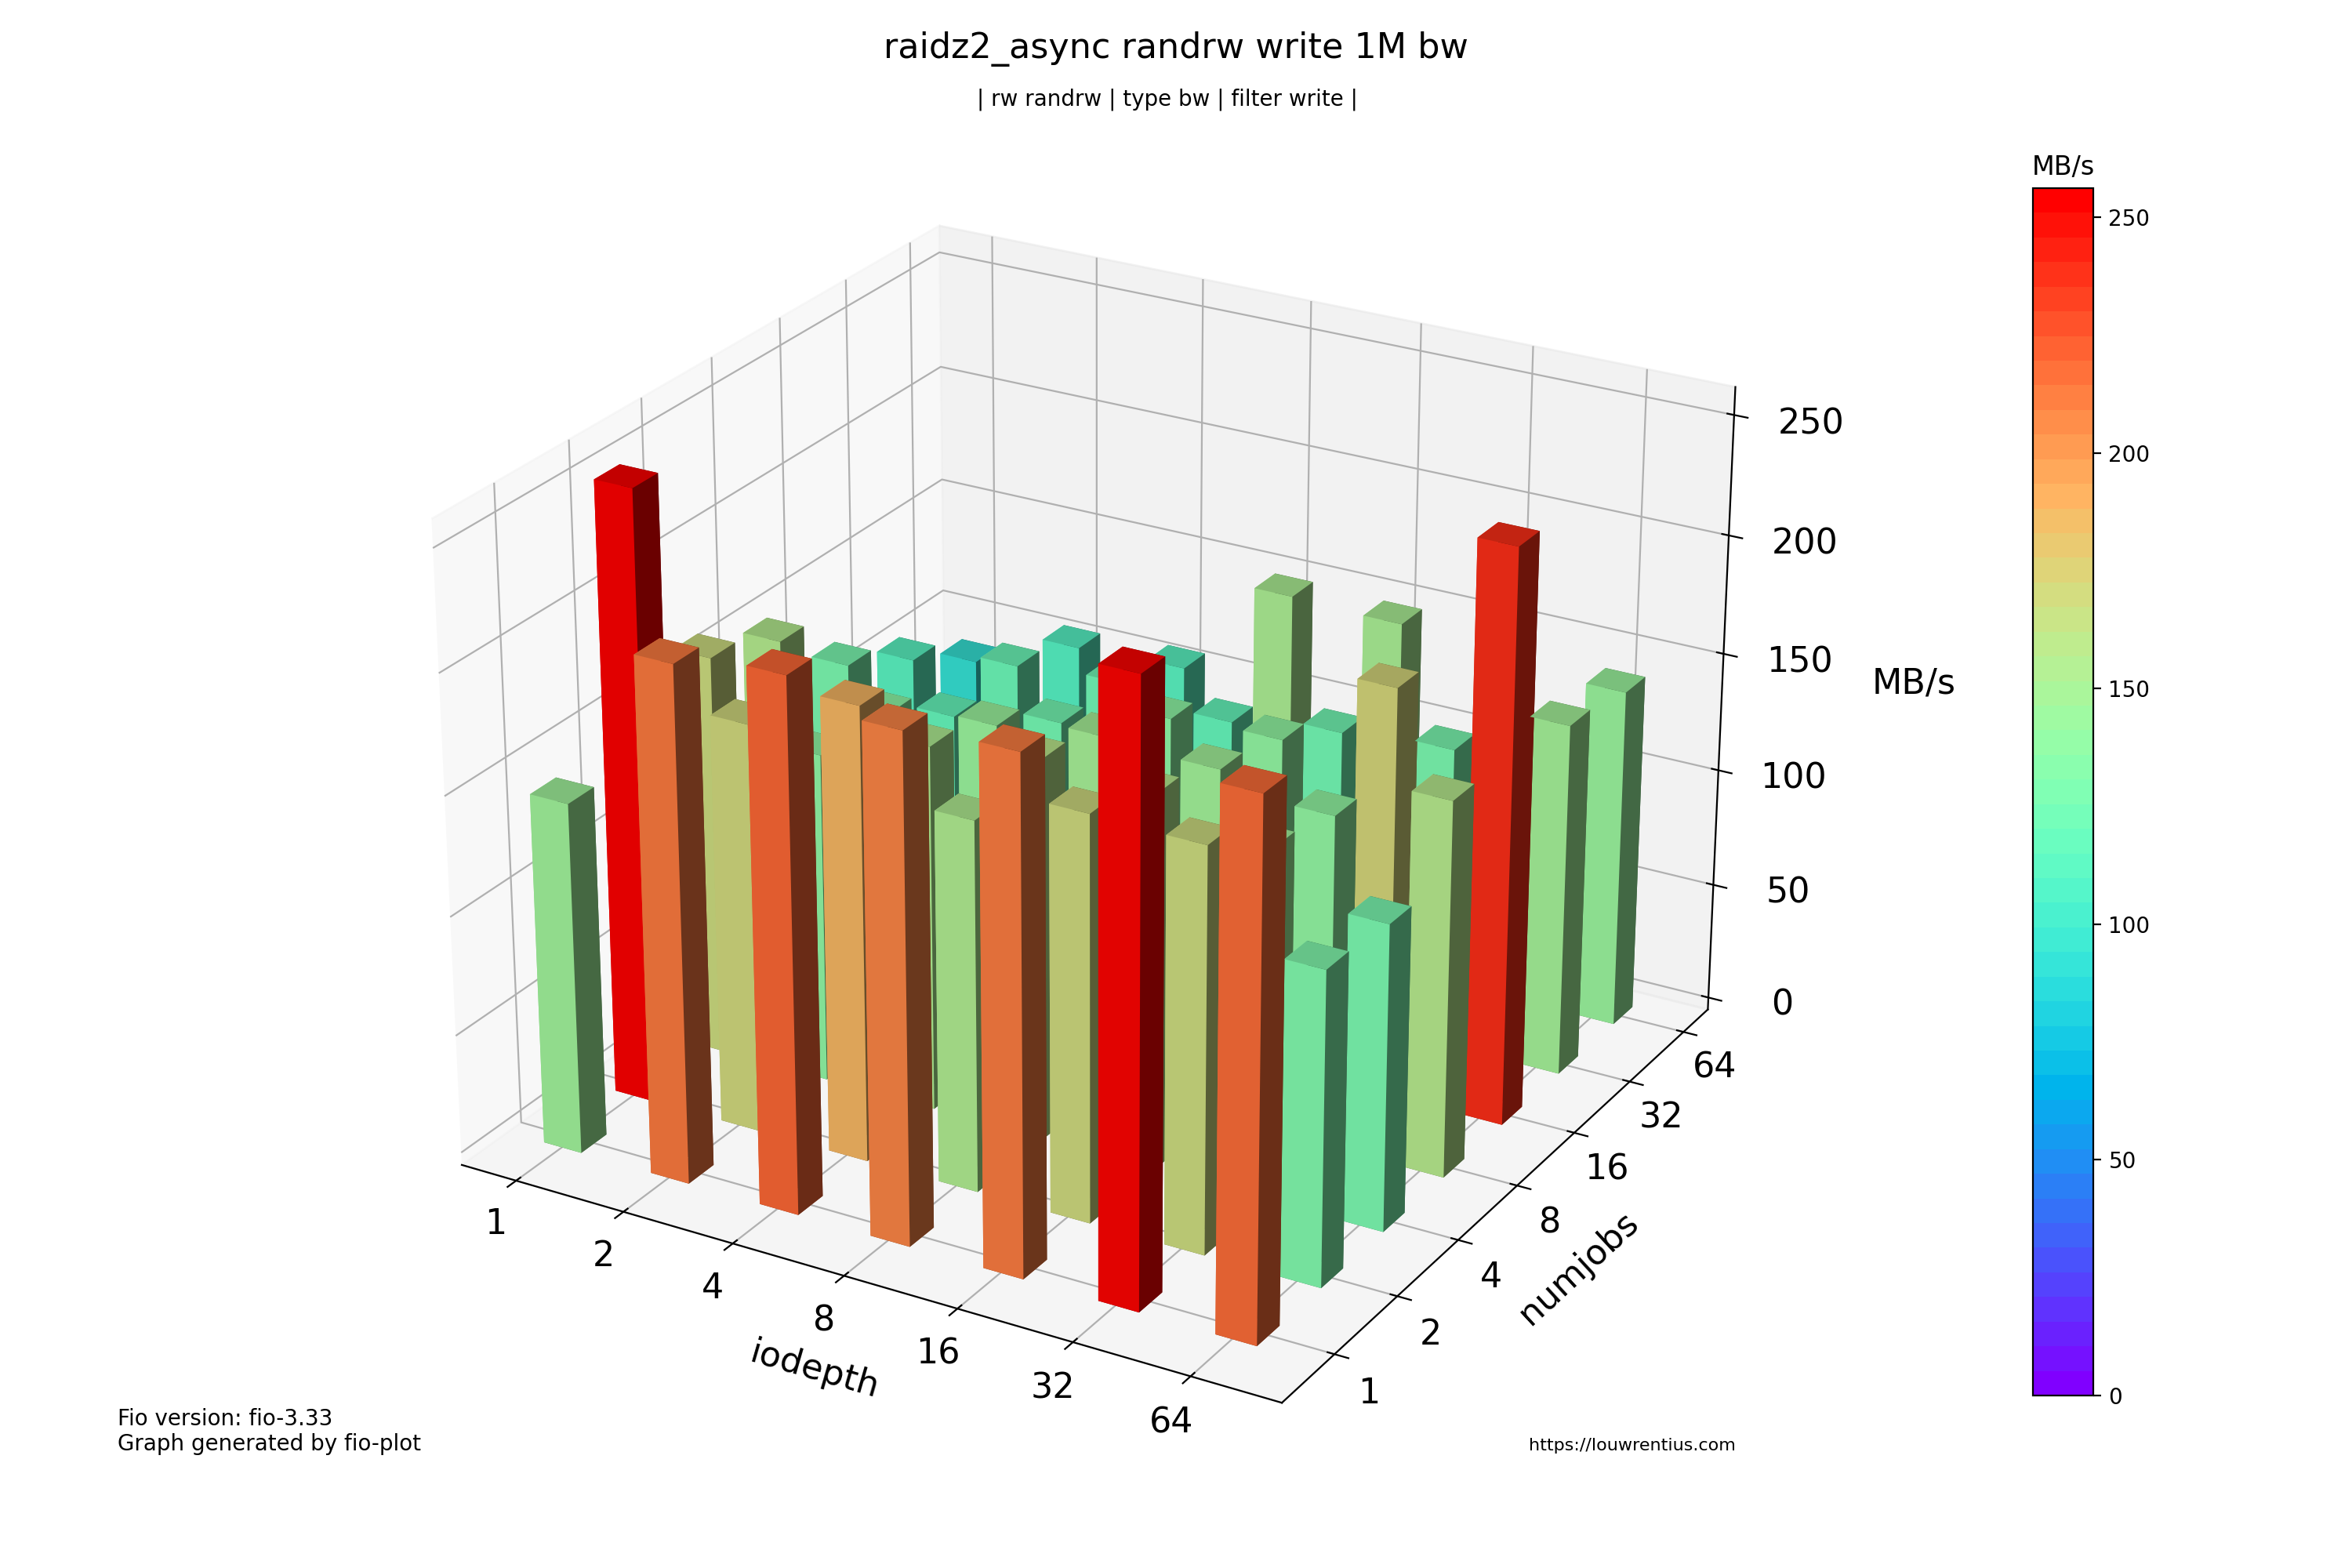 raidz2_async randrw write 1M bw
| rw randrw | type bw | filter write |
MB/s
250
200
150
100
50
0
250
200
150
100
50
0
MB/s
64
32
16
8
4
2
1
numjobs
1
2
4
8
16
32
64
iodepth
Fio version: fio-3.33
Graph generated by fio-plot
https://louwrentius.com